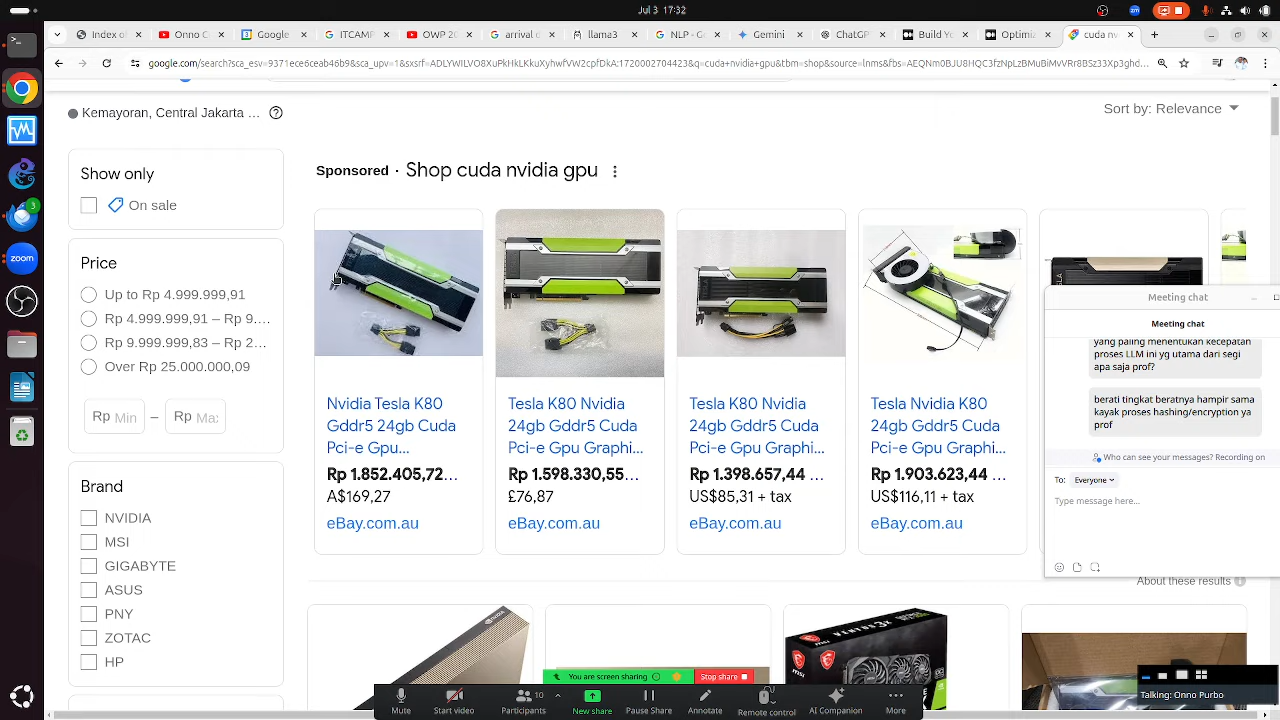 Jul 3 17:32
Index o
Onno C
Google
ITCAMP
OWP 20
arrival d
llama3
NLP - G
Gemini
ChatGP
Build Yo
Optimi
cuda nv
Kemayoran, Central Jakarta ...
Sort by: Relevance
Show only
On sale
Price
Up to Rp 4.999.999,91
Rp 4.999.999,91 – Rp 9....
Rp 9.999.999,83 – Rp 2...
Over Rp 25.000.000,09
Rp Min – Rp Ma:
Brand
NVIDIA
MSI
GIGABYTE
ASUS
PNY
ZOTAC
HP
Sponsored · Shop cuda nvidia gpu
Nvidia Tesla K80
Gddr5 24gb Cuda
Pci-e Gpu...
Rp 1.852.405,72...
A$169,27
eBay.com.au
Tesla K80 Nvidia
24gb Gddr5 Cuda
Pci-e Gpu Graphi...
Rp 1.598.330,55...
£76,87
eBay.com.au
Tesla K80 Nvidia
24gb Gddr5 Cuda
Pci-e Gpu Graphi...
Rp 1.398.657,44 ...
US$85,31 + tax
eBay.com.au
Tesla K80 Nvidia
24gb Gddr5 Cuda
Pci-e Gpu Graphi...
Rp 1.903.623,44 ...
US$116,11 + tax
eBay.com.au
About these results
Meeting chat
Meeting chat
yang paling menentukan kecepatan
proses LLM ini yg utama dari segi
apa saja prof?
berati tingkat beratnya hampir sama
kayak proses hashing/encryption ya
prof
Who can see your messages? Recording on
To: Everyone
Type message here...
zoom
3
You are screen sharing
Stop share
Talking: Onno Purbo
Mute
Start video
Participants
10
New share
Pause Share
Annotate
Remote control
AI Companion
More